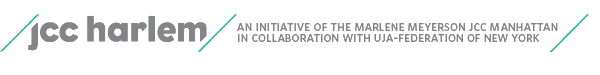 jcc harlem
AN INITIATIVE OF THE MARLENE MEYERSON JCC MANHATTAN
IN COLLABORATION WITH UJA-FEDERATION OF NEW YORK